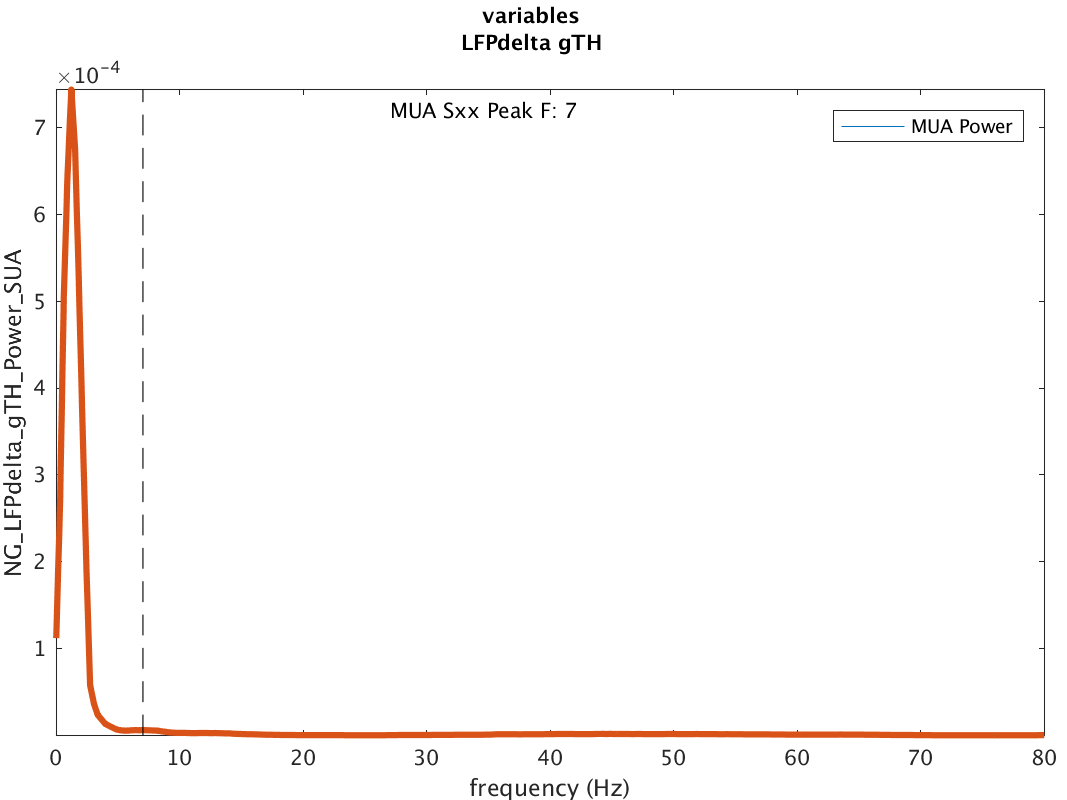 variables
LFPdelta gTH
×10⁻⁴
MUA Sxx Peak F: 7
MUA Power
7
6
5
4
3
2
1
NG_LFPdelta_gTH_Power_SUA
0 10 20 30 40 50 60 70 80
frequency (Hz)